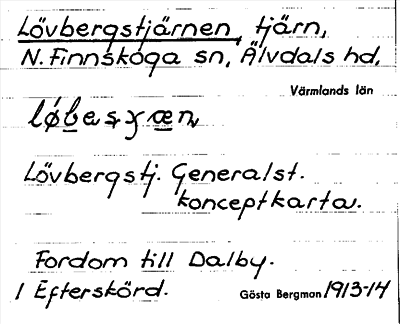 Lövbergstjärnen, tjärn,
N. Finnskoga sn, Älvdals hd,
Värmlands län
Lövbergstj. Generalst.
konceptkarta.
Fordom till Dalby.
1 Efterskörd. Gösta Bergman 1913-14